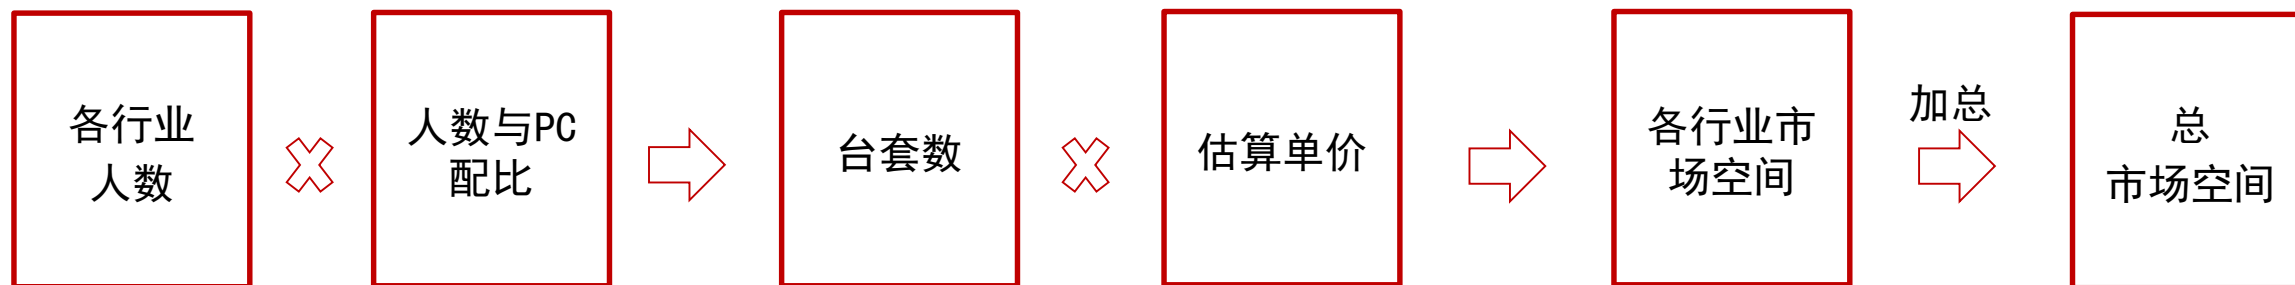 各行业
人数
人数与PC
配比
台套数
估算单价
各行业市
场空间
加总
总
市场空间